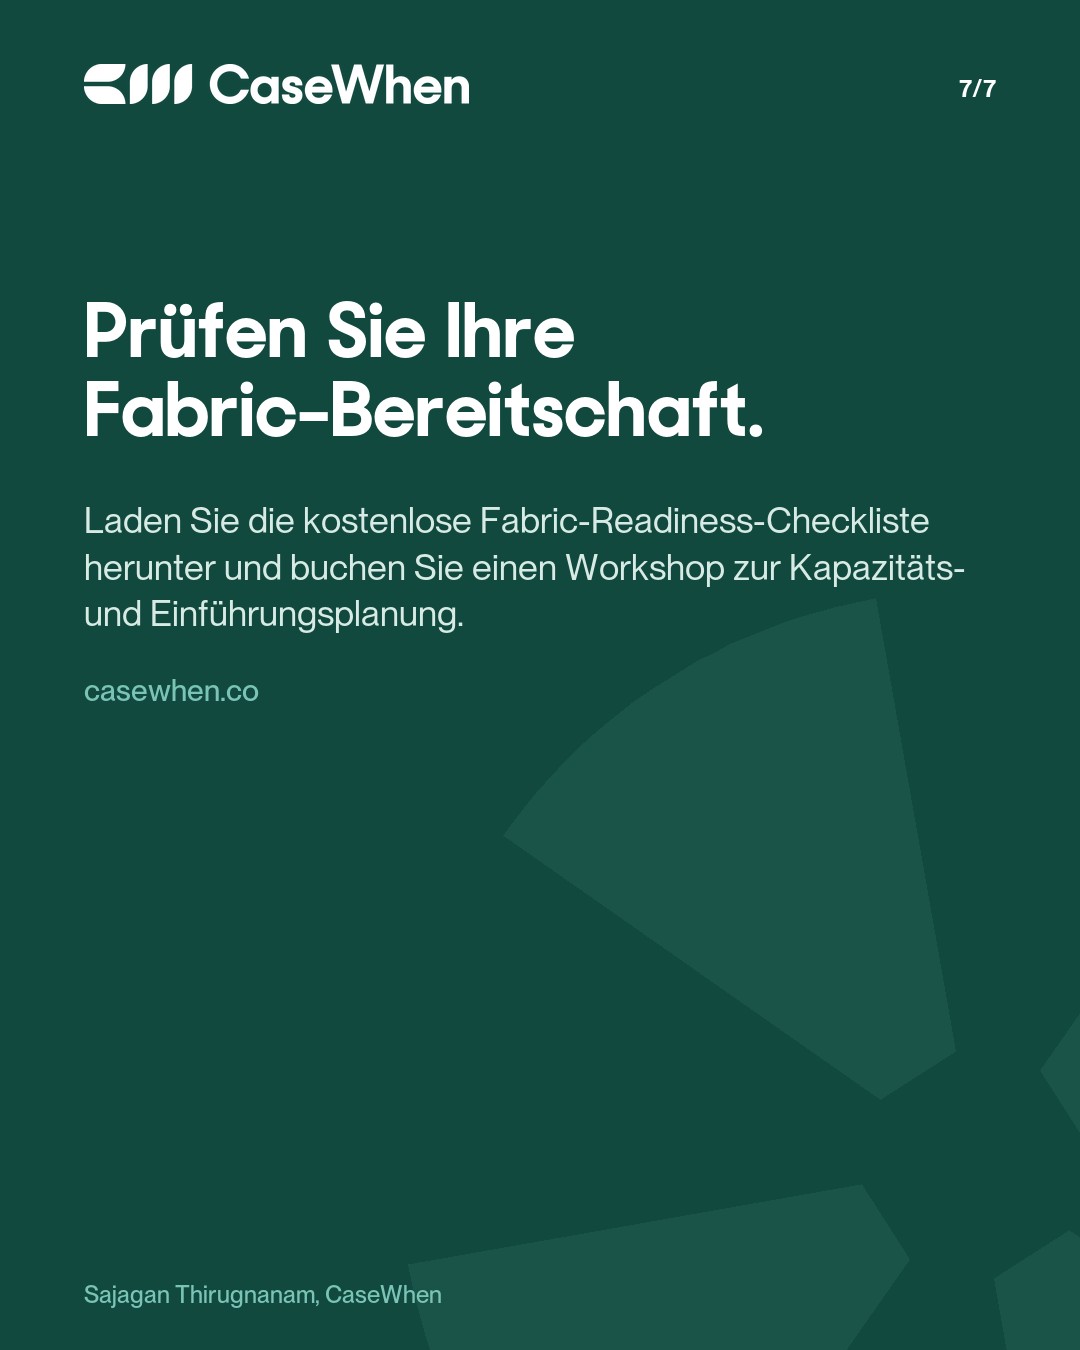 CaseWhen
7/7
Prüfen Sie Ihre
Fabric-Bereitschaft.
Laden Sie die kostenlose Fabric-Readiness-Checkliste
herunter und buchen Sie einen Workshop zur Kapazitäts-
und Einführungsplanung.
casewhen.co
Sajagan Thirugnanam, CaseWhen